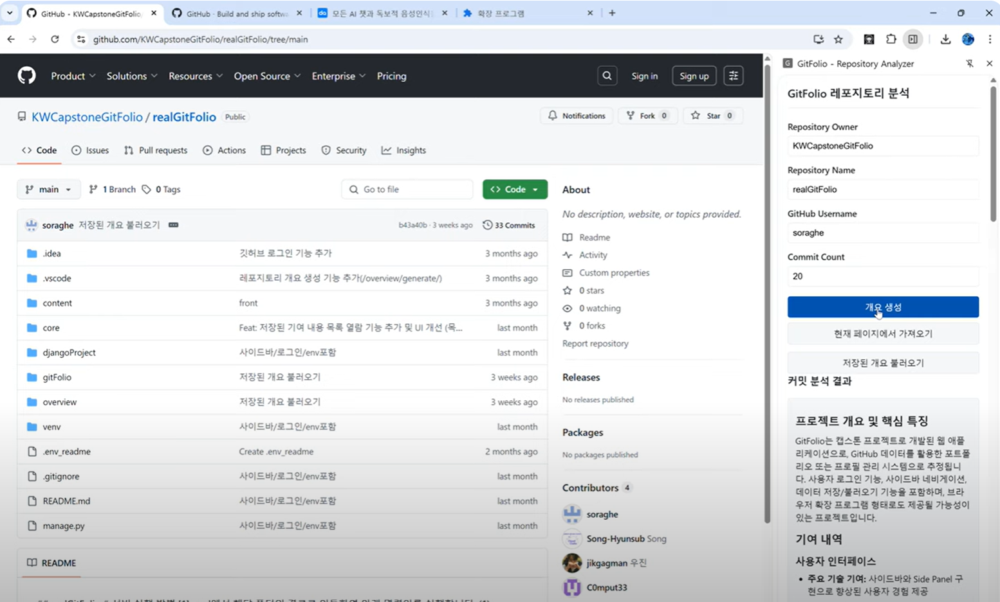 GitHub - KWCapstoneGitFolio,
GitHub · Build and ship softwa
모든 AI 챗과 독보적 음성인식
확장 프로그램
github.com/KWCapstoneGitFolio/realGitFolio/tree/main
Product
Solutions
Resources
Open Source
Enterprise
Pricing
Sign in
Sign up
KWCapstoneGitFolio / realGitFolio
Public
Notifications
Fork 0
Star 0
Code
Issues
Pull requests
Actions
Projects
Security
Insights
main
1 Branch
0 Tags
Go to file
Code
soraghe 저장된 개요 불러오기
b43a40b · 3 weeks ago
33 Commits
.idea 깃허브 로그인 기능 추가 3 months ago
.vscode 레포지토리 개요 생성 기능 추가(/overview/generate/) 3 months ago
content front 3 months ago
core Feat: 저장된 기여 내용 목록 열람 기능 추가 및 UI 개선 (목... last month
djangoProject 사이드바/로그인/env포함 last month
gitFolio 저장된 개요 불러오기 3 weeks ago
overview 저장된 개요 불러오기 3 weeks ago
venv 사이드바/로그인/env포함 last month
.env_readme Create .env_readme 2 months ago
.gitignore 사이드바/로그인/env포함 last month
README.md 사이드바/로그인/env포함 last month
manage.py 사이드바/로그인/env포함 last month
README
About
No description, website, or topics provided.
Readme
Activity
Custom properties
0 stars
0 watching
0 forks
Report repository
Releases
No releases published
Packages
No packages published
Contributors 4
soraghe
Song-Hyunsub Song
jikgagman 우진
C0mput33
GitFolio - Repository Analyzer
GitFolio 레포지토리 분석
Repository Owner
KWCapstoneGitFolio
Repository Name
realGitFolio
GitHub Username
soraghe
Commit Count
20
개요 생성
현재 페이지에서 가져오기
저장된 개요 불러오기
커밋 분석 결과
프로젝트 개요 및 핵심 특징
GitFolio는 캡스톤 프로젝트로 개발된 웹 애플
리케이션으로, GitHub 데이터를 활용한 포트폴
리오 또는 프로필 관리 시스템으로 추정됩니
다. 사용자 로그인 기능, 사이드바 네비게이션,
데이터 저장/불러오기 기능을 포함하며, 브라
우저 확장 프로그램 형태로도 제공될 가능성이
있는 프로젝트입니다.
기여 내역
사용자 인터페이스
• 주요 기술 기여: 사이드바와 Side Panel 구
현으로 향상된 사용자 경험 제공